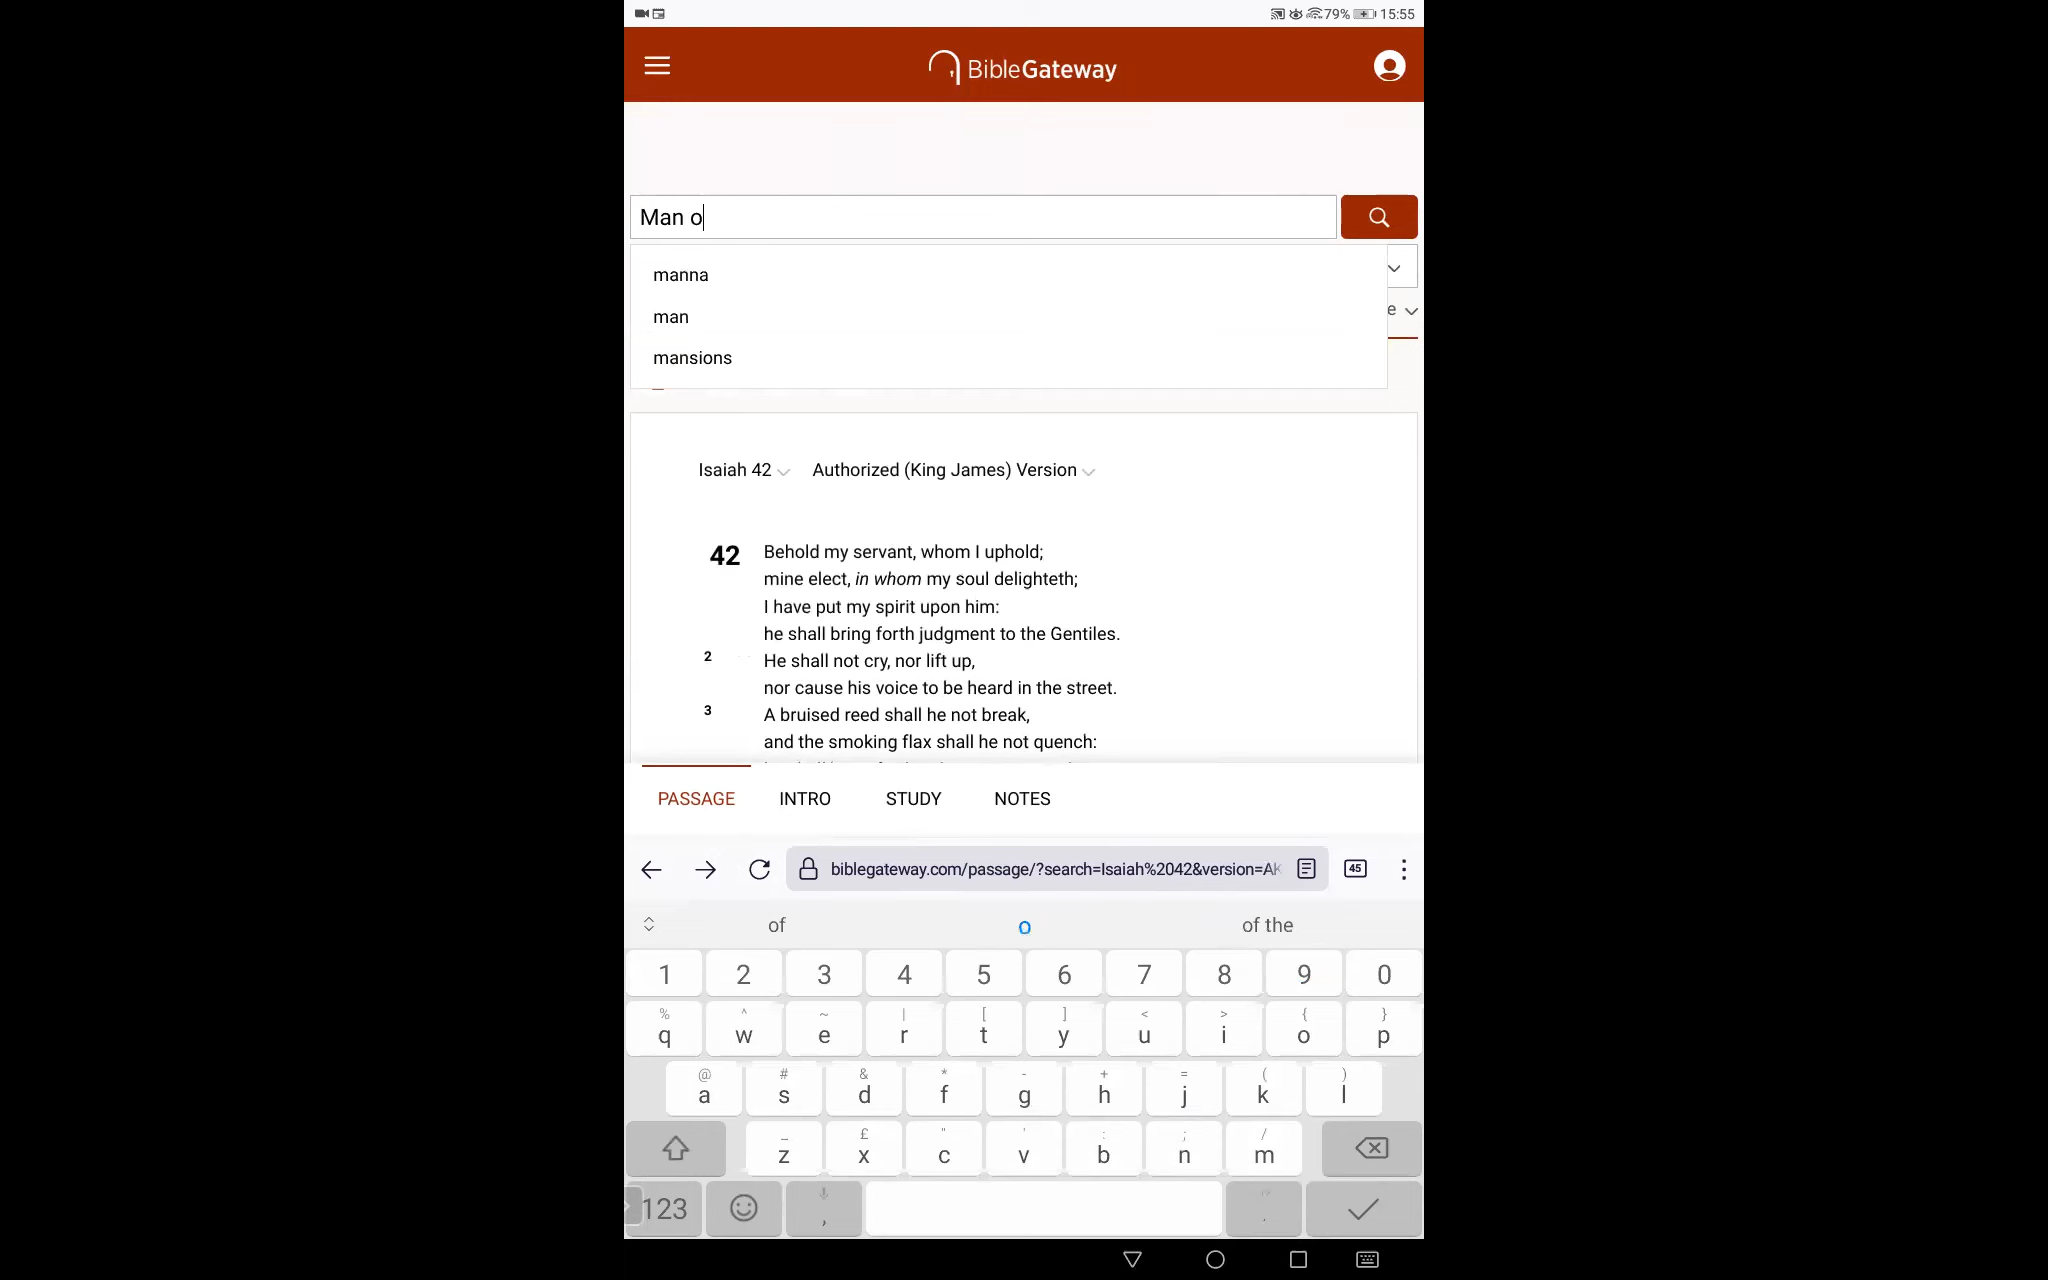 79% 15:55
BibleGateway
Man o
manna
man
mansions
e
Isaiah 42 Authorized (King James) Version
42 Behold my servant, whom I uphold;
mine elect, in whom my soul delighteth;
I have put my spirit upon him:
he shall bring forth judgment to the Gentiles.
2 He shall not cry, nor lift up,
nor cause his voice to be heard in the street.
3 A bruised reed shall he not break,
and the smoking flax shall he not quench:
PASSAGE INTRO STUDY NOTES
biblegateway.com/passage/?search=Isaiah%2042&version=AK 45
of o of the
1 2 3 4 5 6 7 8 9 0
% ^ ~ | [ ] < > { }
q w e r t y u i o p
@ # & * - + = ( )
a s d f g h j k l
_ £ " ' : ; /
z x c v b n m
123 , .